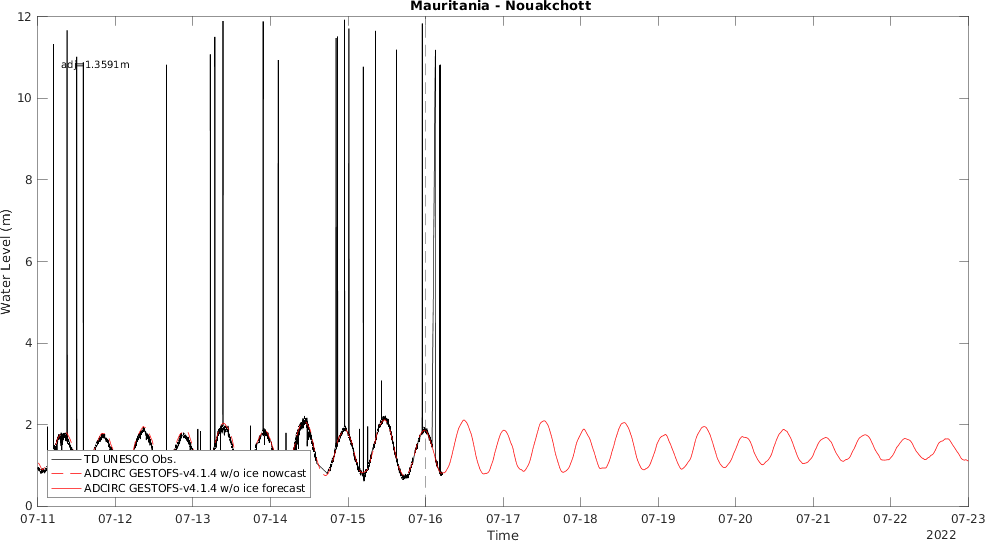 Mauritania - Nouakchott
12
10
8
6
4
2
0
Water Level (m)
adj=1.3591m
TD UNESCO Obs.
ADCIRC GESTOFS-v4.1.4 w/o ice nowcast
ADCIRC GESTOFS-v4.1.4 w/o ice forecast
07-11 07-12 07-13 07-14 07-15 07-16 07-17 07-18 07-19 07-20 07-21 07-22 07-23
Time
2022